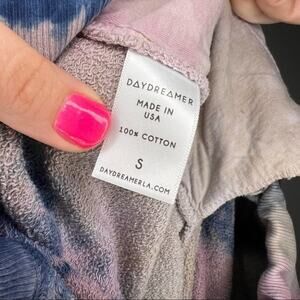 DAYDREAMER
MADE IN
USA
100% COTTON
S
DAYDREAMERLA.COM